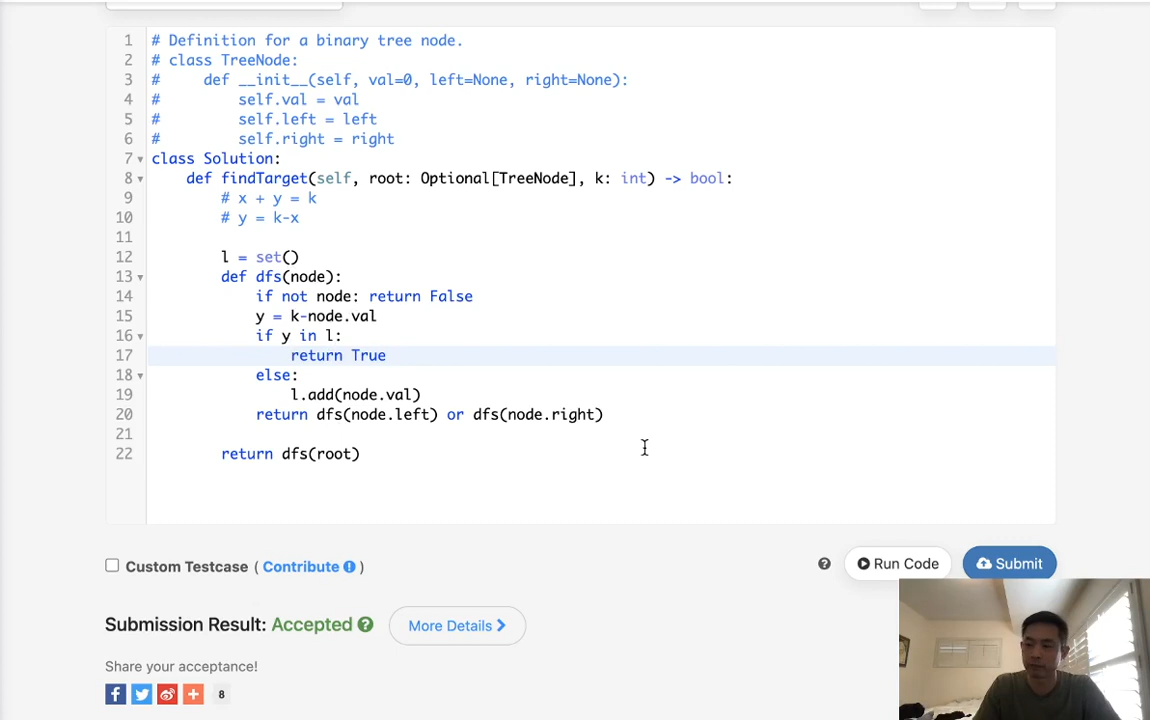 1 # Definition for a binary tree node.
2 # class TreeNode:
3 #     def __init__(self, val=0, left=None, right=None):
4 #         self.val = val
5 #         self.left = left
6 #         self.right = right
7 class Solution:
8     def findTarget(self, root: Optional[TreeNode], k: int) -> bool:
9         # x + y = k
10         # y = k-x
11
12         l = set()
13         def dfs(node):
14             if not node: return False
15             y = k-node.val
16             if y in l:
17                 return True
18             else:
19                 l.add(node.val)
20             return dfs(node.left) or dfs(node.right)
21
22         return dfs(root)
Custom Testcase ( Contribute ) ? Run Code Submit
Submission Result: Accepted ? More Details
Share your acceptance!
8